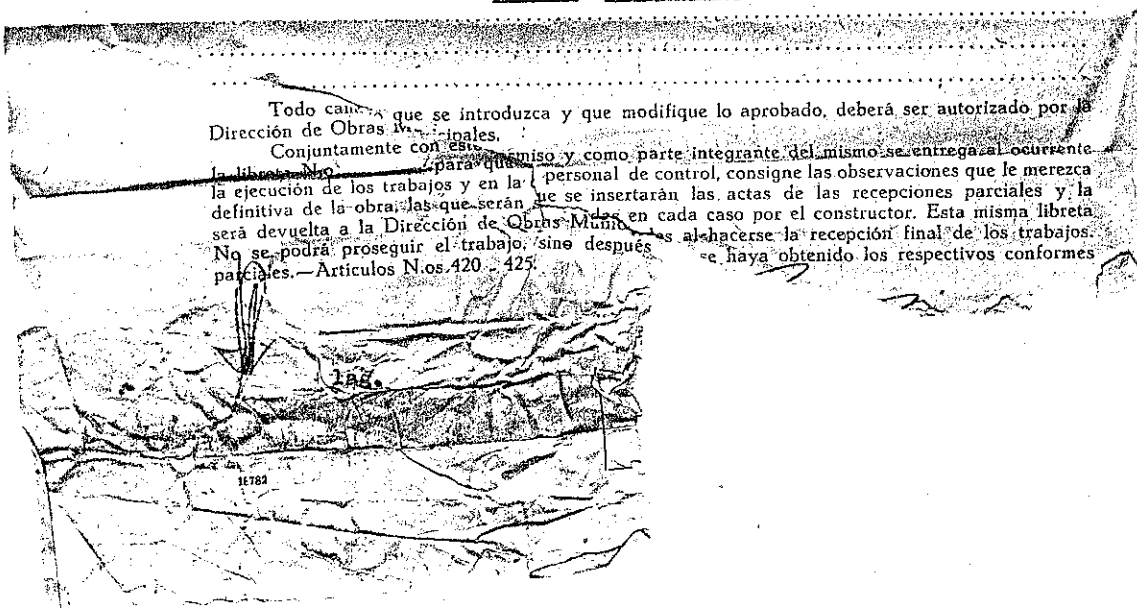 Todo que se introduzca y que modifique lo aprobado, deberá ser autorizado por la
Dirección de Obras
Conjuntamente con este y como parte integrante del mismo se entrega al ocurrente
la libreta para que personal de control, consigne las observaciones que le merezca
la ejecución de los trabajos y en la que se insertarán las actas de las recepciones parciales y la
definitiva de la obra, las que serán en cada caso por el constructor. Esta misma libreta
será devuelta a la Dirección de Obras al hacerse la recepción final de los trabajos.
No se podrá proseguir el trabajo, sino después se haya obtenido los respectivos conformes
parciales.—Artículos N.os 420 425.
las.